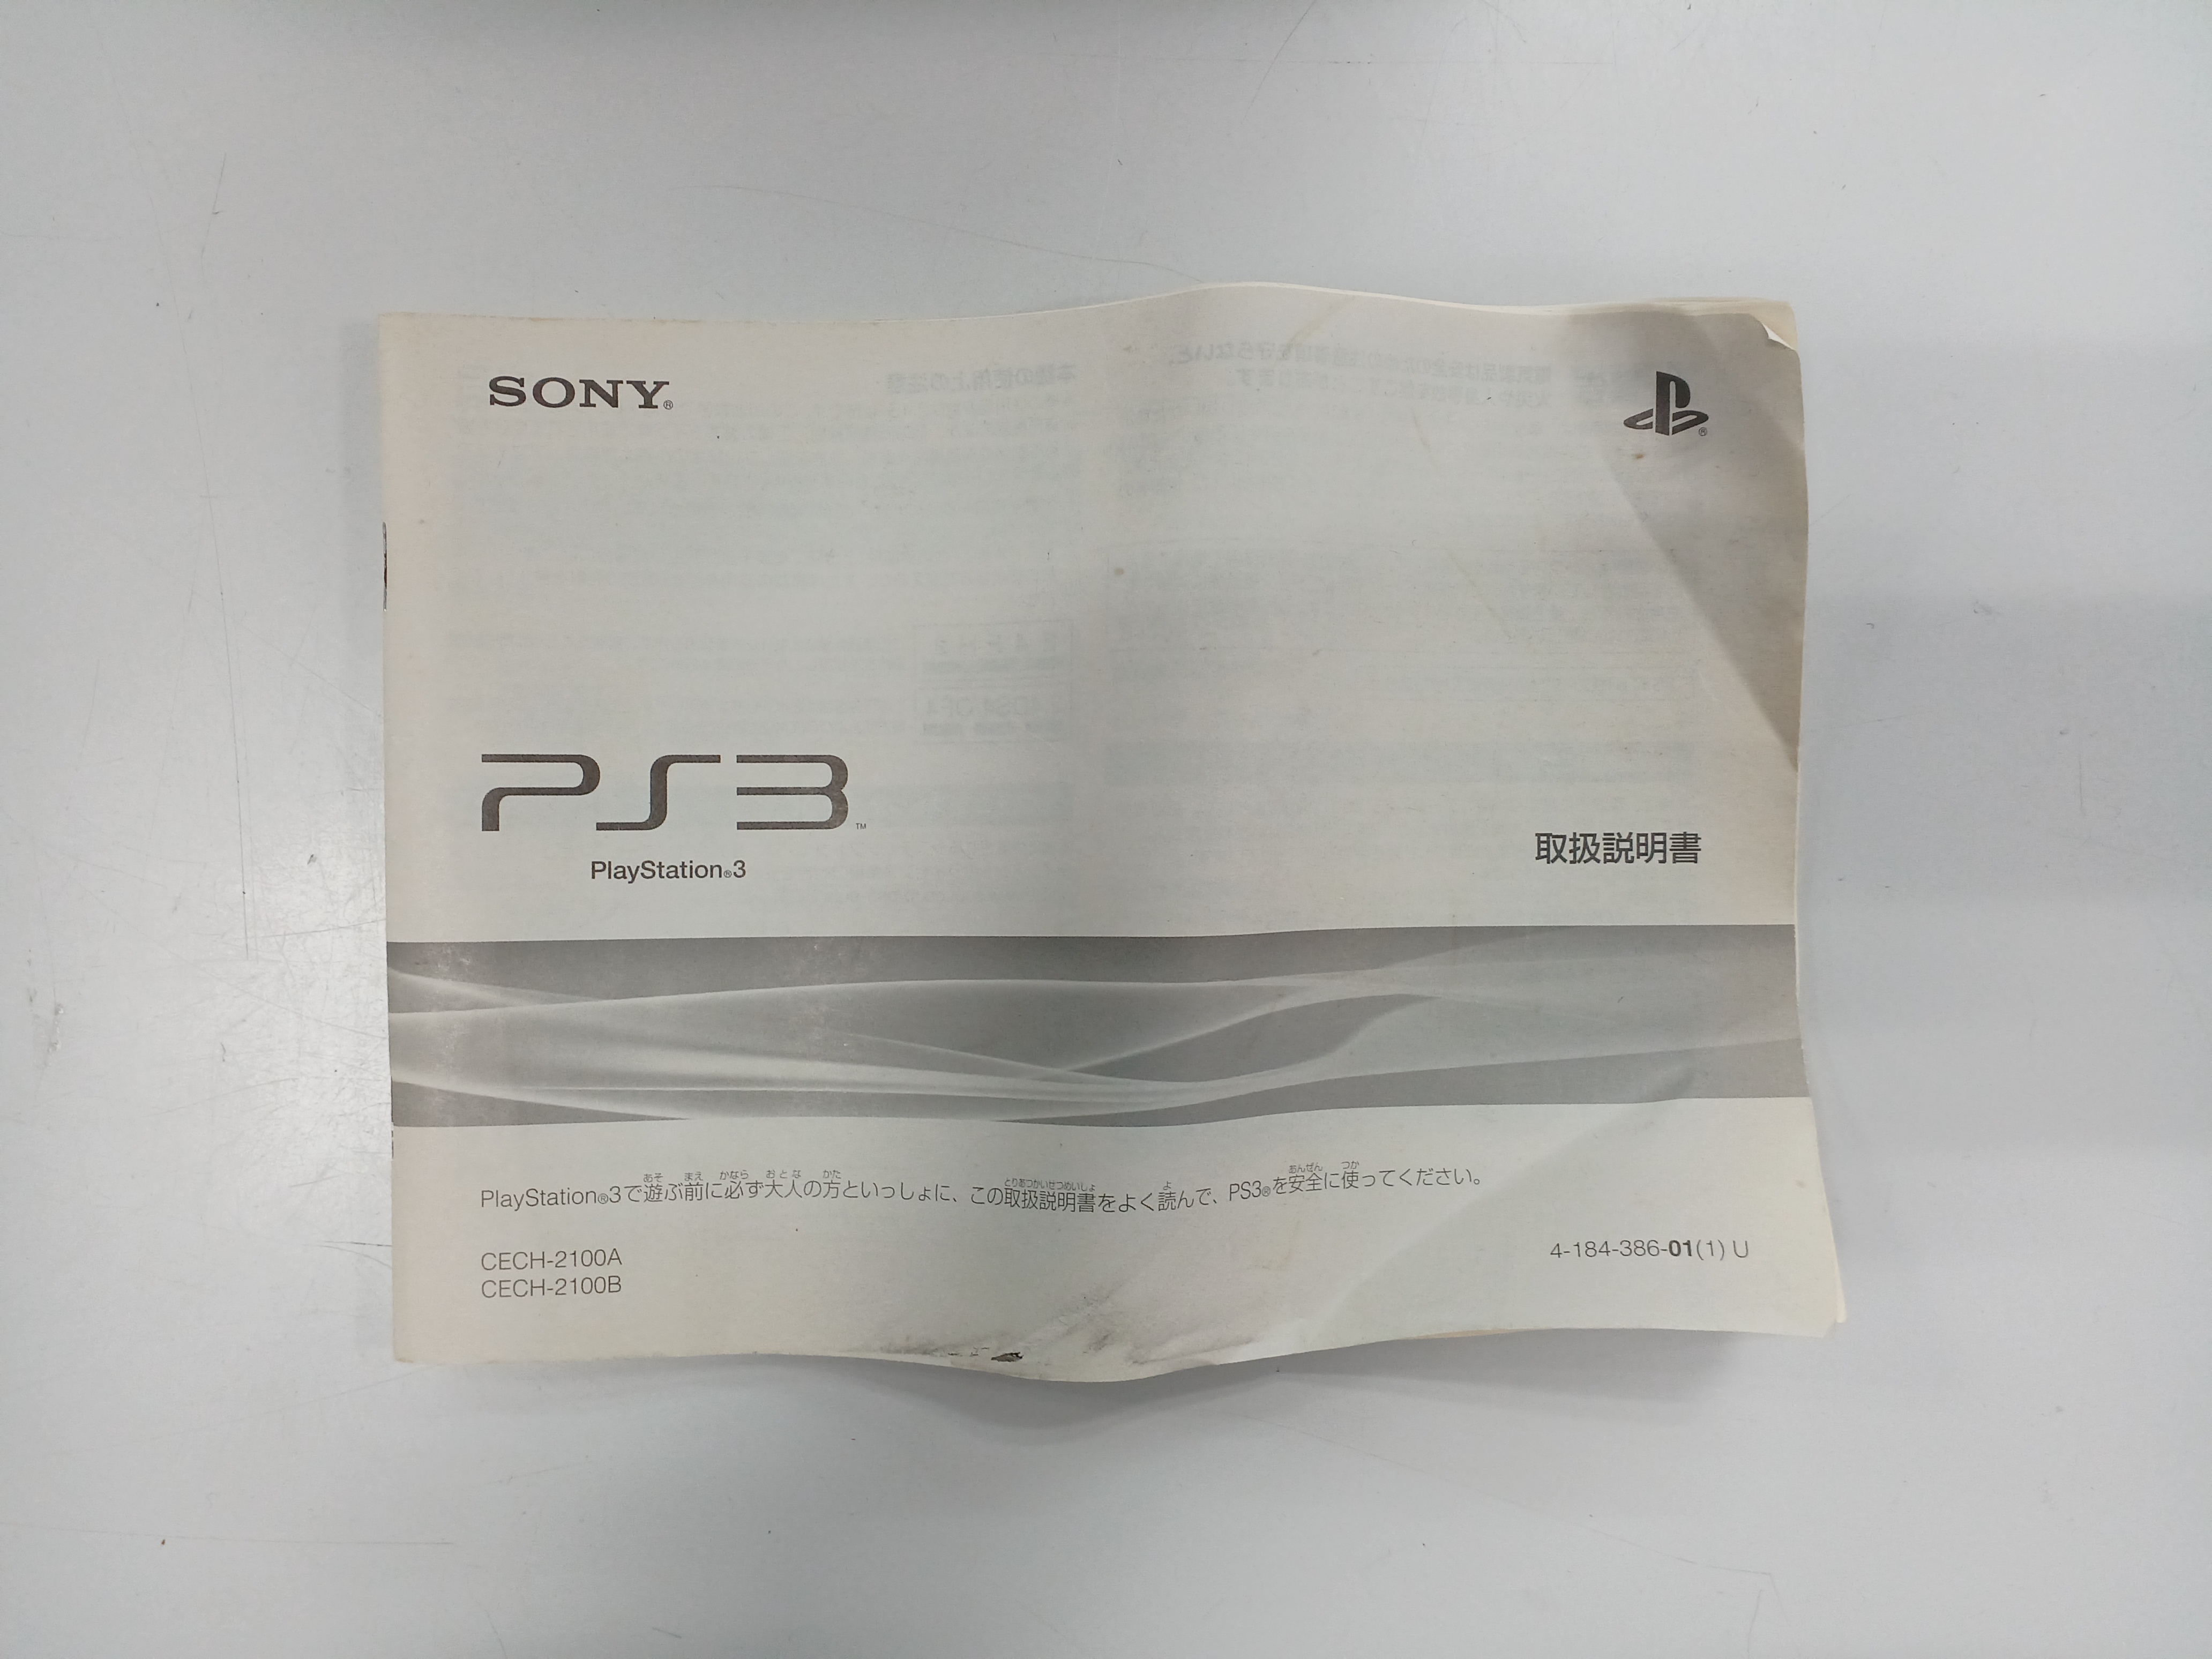 SONY®
PS3™
PlayStation®3
取扱説明書
PlayStation®3で遊ぶ前に必ず大人の方といっしょに、この取扱説明書をよく読んで、PS3®を安全に使ってください。
CECH-2100A
CECH-2100B
4-184-386-01(1) U